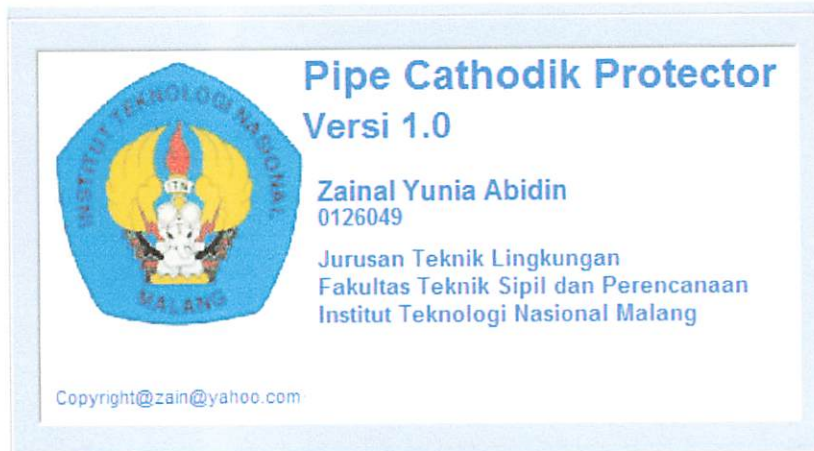 Pipe Cathodik Protector
Versi 1.0
INSTITUT TEKNOLOGI NASIONAL
ITN
MALANG
Zainal Yunia Abidin
0126049
Jurusan Teknik Lingkungan
Fakultas Teknik Sipil dan Perencanaan
Institut Teknologi Nasional Malang
Copyright@zain@yahoo.com